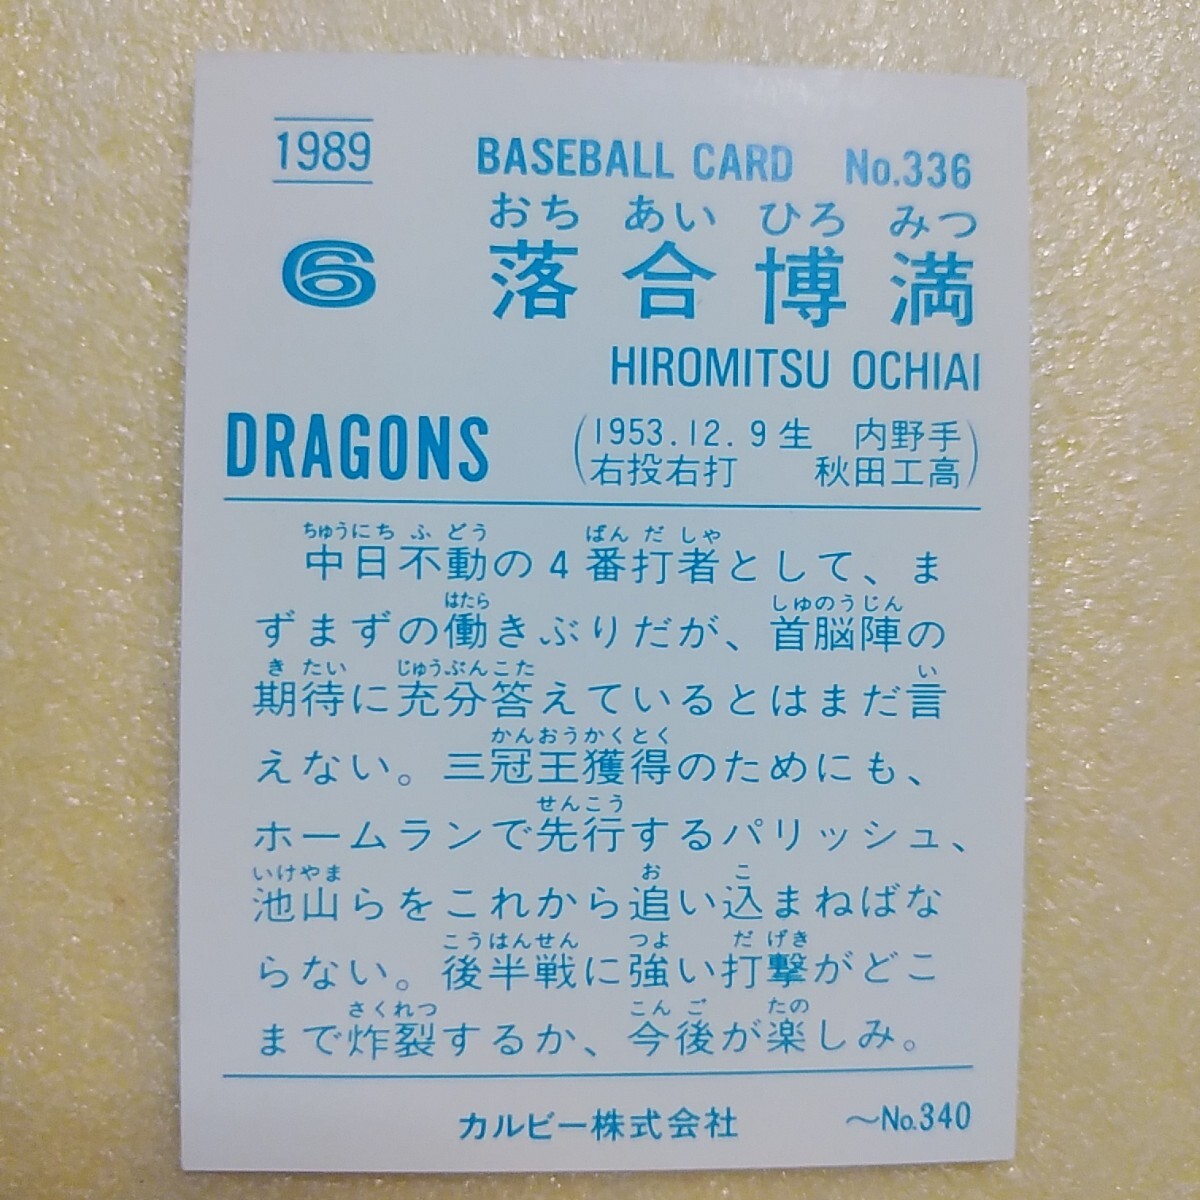 1989
BASEBALL CARD No.336
おち あい ひろ みつ
6 落合博満
HIROMITSU OCHIAI
DRAGONS
(1953.12.9生 内野手
右投右打 秋田工高)
ちゅうにち ふ どう ばん だ しゃ
中日不動の4番打者として、ま
はたら しゅのうじん
ずまずの働きぶりだが、首脳陣の
き たい じゅうぶんこた い
期待に充分答えているとはまだ言
かんおうかくとく
えない。三冠王獲得のためにも、
せんこう
ホームランで先行するパリッシュ、
いけやま お こ
池山らをこれから追い込まねばな
こうはんせん つよ だ げき
らない。後半戦に強い打撃がどこ
さくれつ こん ご たの
まで炸裂するか、今後が楽しみ。
カルビー株式会社 〜No.340